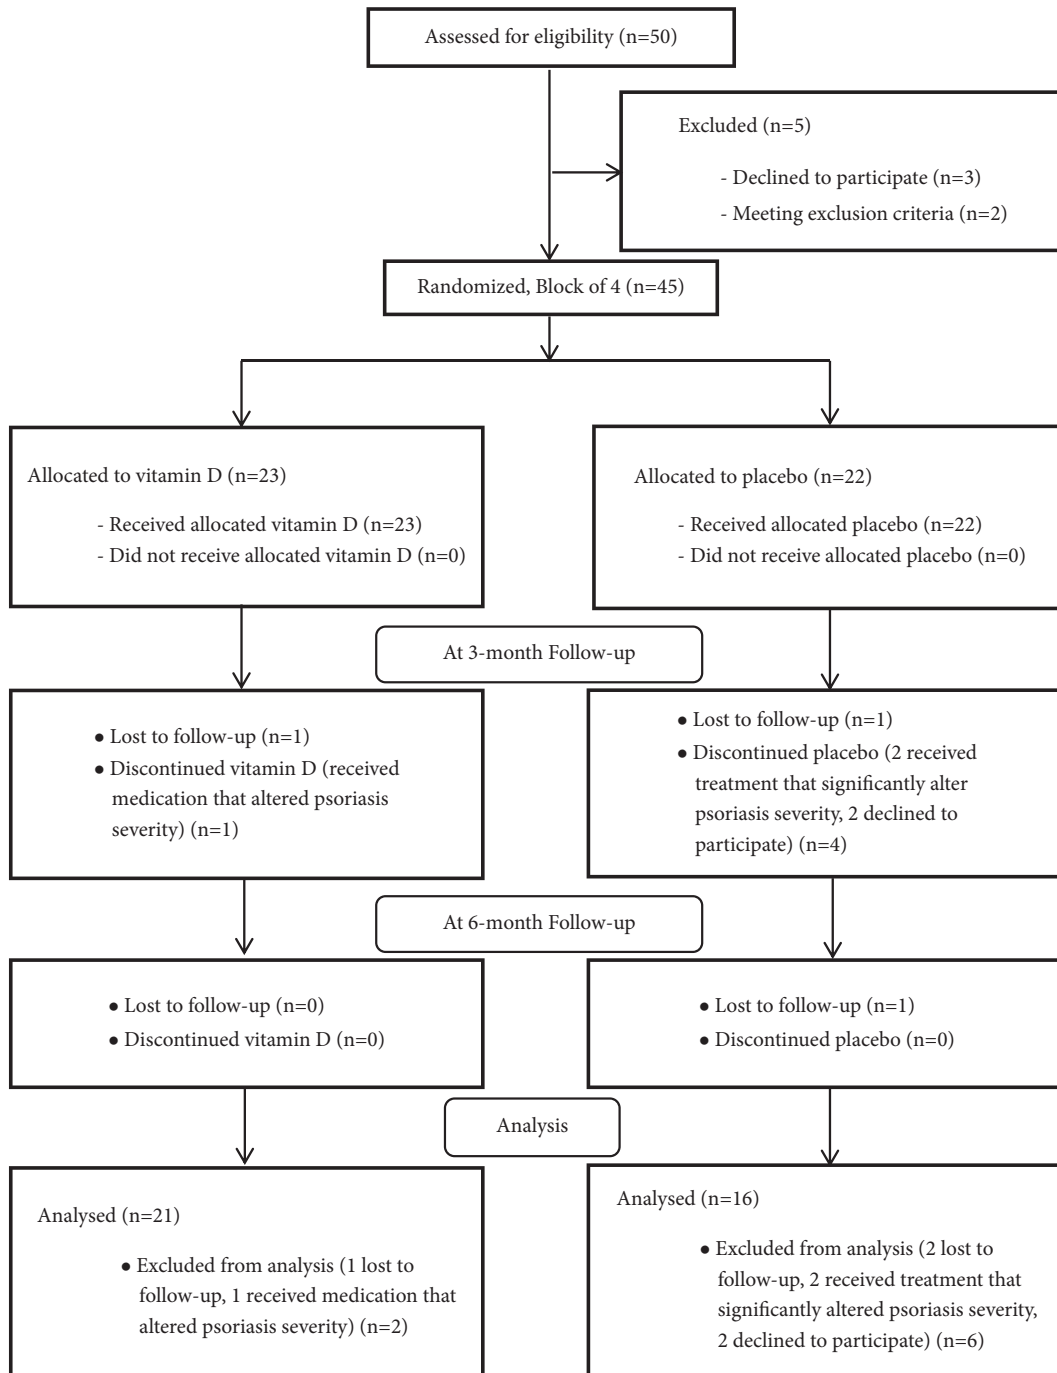 Assessed for eligibility (n=50)
Excluded (n=5)
- Declined to participate (n=3)
- Meeting exclusion criteria (n=2)
Randomized, Block of 4 (n=45)
Allocated to vitamin D (n=23)
- Received allocated vitamin D (n=23)
- Did not receive allocated vitamin D (n=0)
Allocated to placebo (n=22)
- Received allocated placebo (n=22)
- Did not receive allocated placebo (n=0)
At 3-month Follow-up
• Lost to follow-up (n=1)
• Discontinued vitamin D (received
medication that altered psoriasis
severity) (n=1)
• Lost to follow-up (n=1)
• Discontinued placebo (2 received
treatment that significantly alter
psoriasis severity, 2 declined to
participate) (n=4)
At 6-month Follow-up
• Lost to follow-up (n=0)
• Discontinued vitamin D (n=0)
• Lost to follow-up (n=1)
• Discontinued placebo (n=0)
Analysis
Analysed (n=21)
• Excluded from analysis (1 lost to
follow-up, 1 received medication that
altered psoriasis severity) (n=2)
Analysed (n=16)
• Excluded from analysis (2 lost to
follow-up, 2 received treatment that
significantly altered psoriasis severity,
2 declined to participate) (n=6)